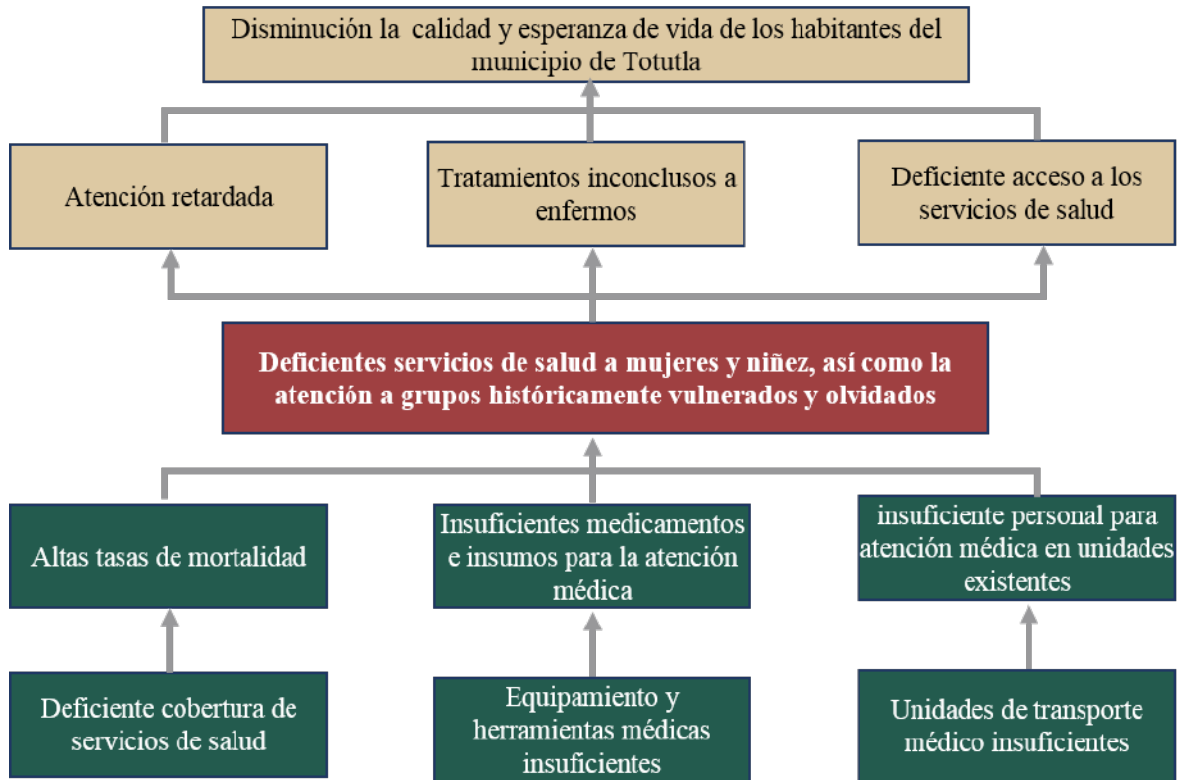 Disminución la calidad y esperanza de vida de los habitantes del
municipio de Totutla
Atención retardada
Tratamientos inconclusos a
enfermos
Deficiente acceso a los
servicios de salud
Deficientes servicios de salud a mujeres y niñez, así como la
atención a grupos históricamente vulnerados y olvidados
Altas tasas de mortalidad
Insuficientes medicamentos
e insumos para la atención
médica
insuficiente personal para
atención médica en unidades
existentes
Deficiente cobertura de
servicios de salud
Equipamiento y
herramientas médicas
insuficientes
Unidades de transporte
médico insuficientes